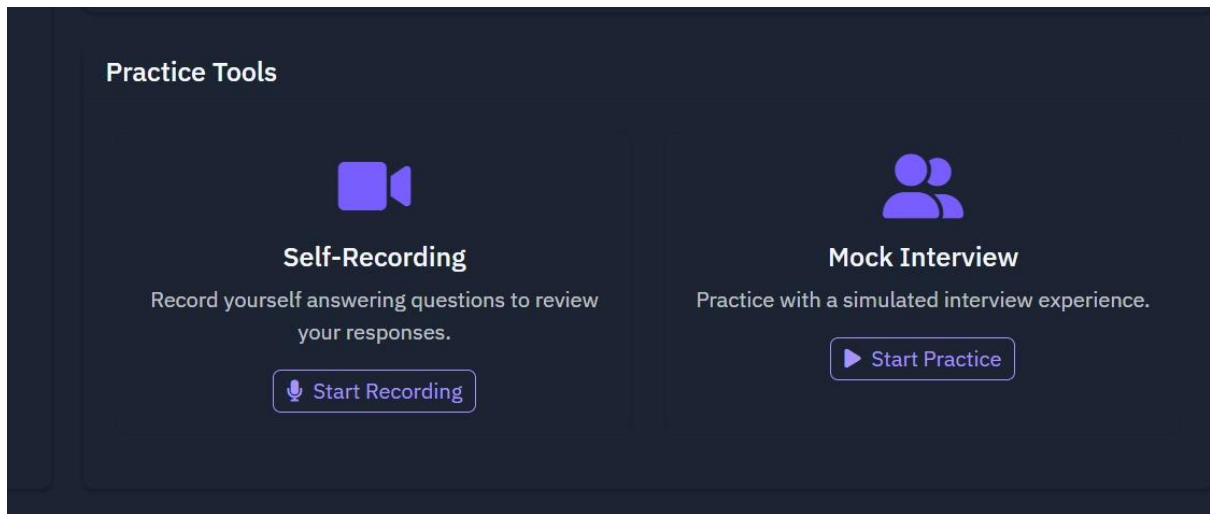 Practice Tools
Self-Recording
Record yourself answering questions to review
your responses.
Start Recording
Mock Interview
Practice with a simulated interview experience.
Start Practice